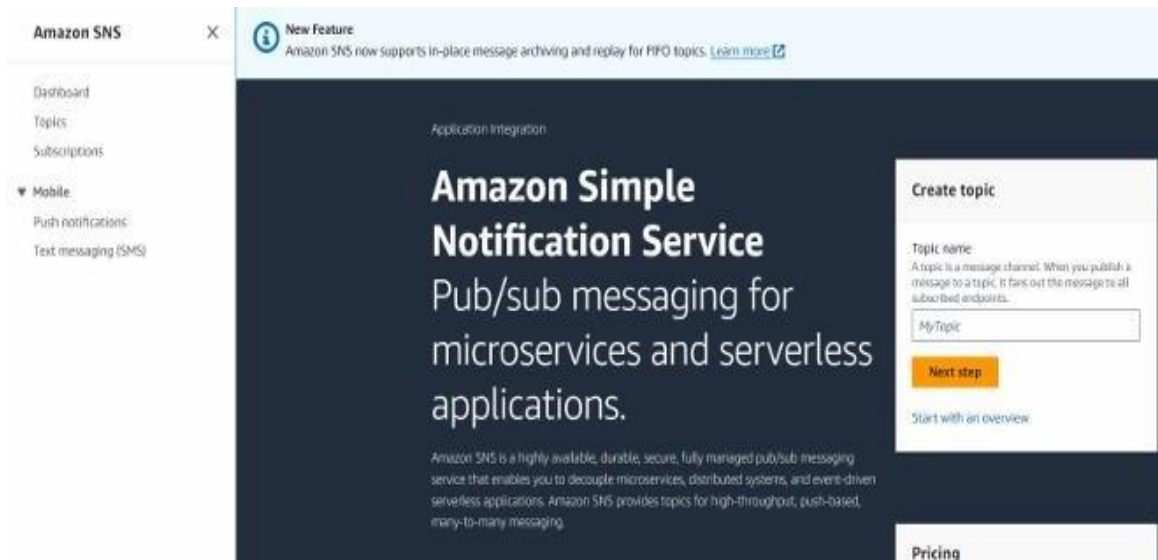 Amazon SNS
Dashboard
Topics
Subscriptions
Mobile
Push notifications
Text messaging (SMS)
New Feature
Amazon SNS now supports in-place message archiving and replay for FIFO topics. Learn more
Application Integration
Amazon Simple
Notification Service
Pub/sub messaging for
microservices and serverless
applications.
Amazon SNS is a highly available, durable, secure, fully managed pub/sub messaging
service that enables you to decouple microservices, distributed systems, and event-driven
serverless applications. Amazon SNS provides topics for high-throughput, push-based,
many-to-many messaging.
Create topic
Topic name
A topic is a message channel. When you publish a
message to a topic, it fans out the message to all
subscribed endpoints.
MyTopic
Next step
Start with an overview
Pricing